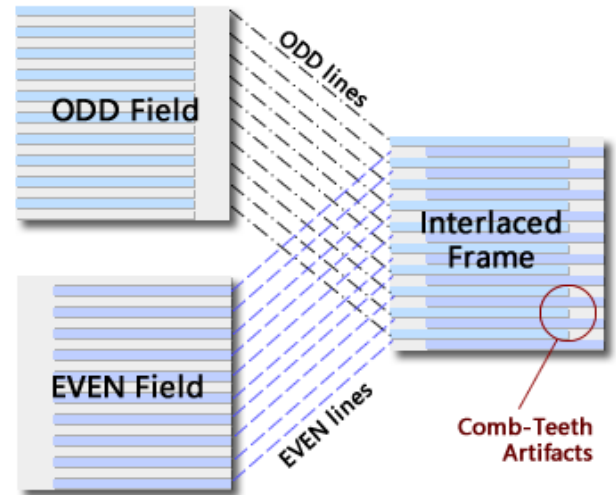 ODD Field
ODD lines
Interlaced
Frame
EVEN Field
EVEN lines
Comb-Teeth
Artifacts